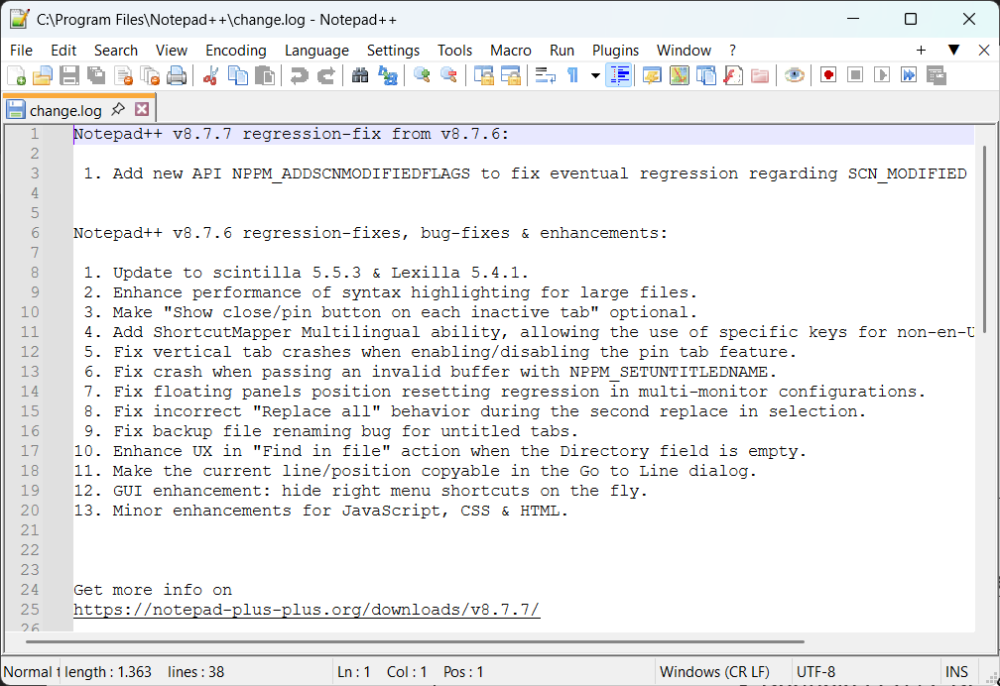 C:\Program Files\Notepad++\change.log - Notepad++
File Edit Search View Encoding Language Settings Tools Macro Run Plugins Window ?
change.log
1 Notepad++ v8.7.7 regression-fix from v8.7.6:
2
3 1. Add new API NPPM_ADDSCNMODIFIEDFLAGS to fix eventual regression regarding SCN_MODIFIED
4
5
6 Notepad++ v8.7.6 regression-fixes, bug-fixes & enhancements:
7
8 1. Update to scintilla 5.5.3 & Lexilla 5.4.1.
9 2. Enhance performance of syntax highlighting for large files.
10 3. Make "Show close/pin button on each inactive tab" optional.
11 4. Add ShortcutMapper Multilingual ability, allowing the use of specific keys for non-en-U
12 5. Fix vertical tab crashes when enabling/disabling the pin tab feature.
13 6. Fix crash when passing an invalid buffer with NPPM_SETUNTITLEDNAME.
14 7. Fix floating panels position resetting regression in multi-monitor configurations.
15 8. Fix incorrect "Replace all" behavior during the second replace in selection.
16 9. Fix backup file renaming bug for untitled tabs.
17 10. Enhance UX in "Find in file" action when the Directory field is empty.
18 11. Make the current line/position copyable in the Go to Line dialog.
19 12. GUI enhancement: hide right menu shortcuts on the fly.
20 13. Minor enhancements for JavaScript, CSS & HTML.
21
22
23
24 Get more info on
25 https://notepad-plus-plus.org/downloads/v8.7.7/
26
Normal t length : 1.363 lines : 38 Ln : 1 Col : 1 Pos : 1 Windows (CR LF) UTF-8 INS